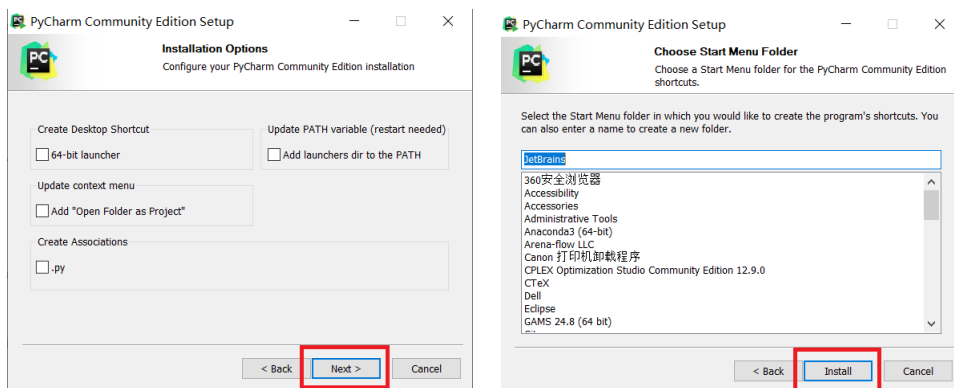 PyCharm Community Edition Setup
PC
Installation Options
Configure your PyCharm Community Edition installation
Create Desktop Shortcut
64-bit launcher
Update PATH variable (restart needed)
Add launchers dir to the PATH
Update context menu
Add "Open Folder as Project"
Create Associations
.py
< Back
Next >
Cancel
PyCharm Community Edition Setup
PC
Choose Start Menu Folder
Choose a Start Menu folder for the PyCharm Community Edition
shortcuts.
Select the Start Menu folder in which you would like to create the program's shortcuts. You
can also enter a name to create a new folder.
JetBrains
360安全浏览器
Accessibility
Accessories
Administrative Tools
Anaconda3 (64-bit)
Arena-flow LLC
Canon 打印机卸载程序
CPLEX Optimization Studio Community Edition 12.9.0
CTeX
Dell
Eclipse
GAMS 24.8 (64 bit)
< Back
Install
Cancel